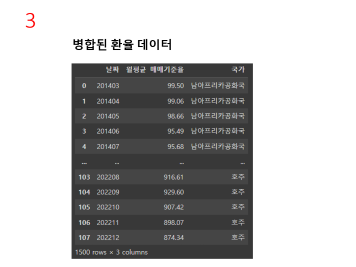 3
병합된 환율 데이터
날짜 월평균 매매기준율 국가
0 201403 99.50 남아프리카공화국
1 201404 99.06 남아프리카공화국
2 201405 98.66 남아프리카공화국
3 201406 95.49 남아프리카공화국
4 201407 95.68 남아프리카공화국
... ... ... ...
103 202208 916.61 호주
104 202209 929.60 호주
105 202210 907.42 호주
106 202211 898.07 호주
107 202212 874.34 호주
1500 rows × 3 columns